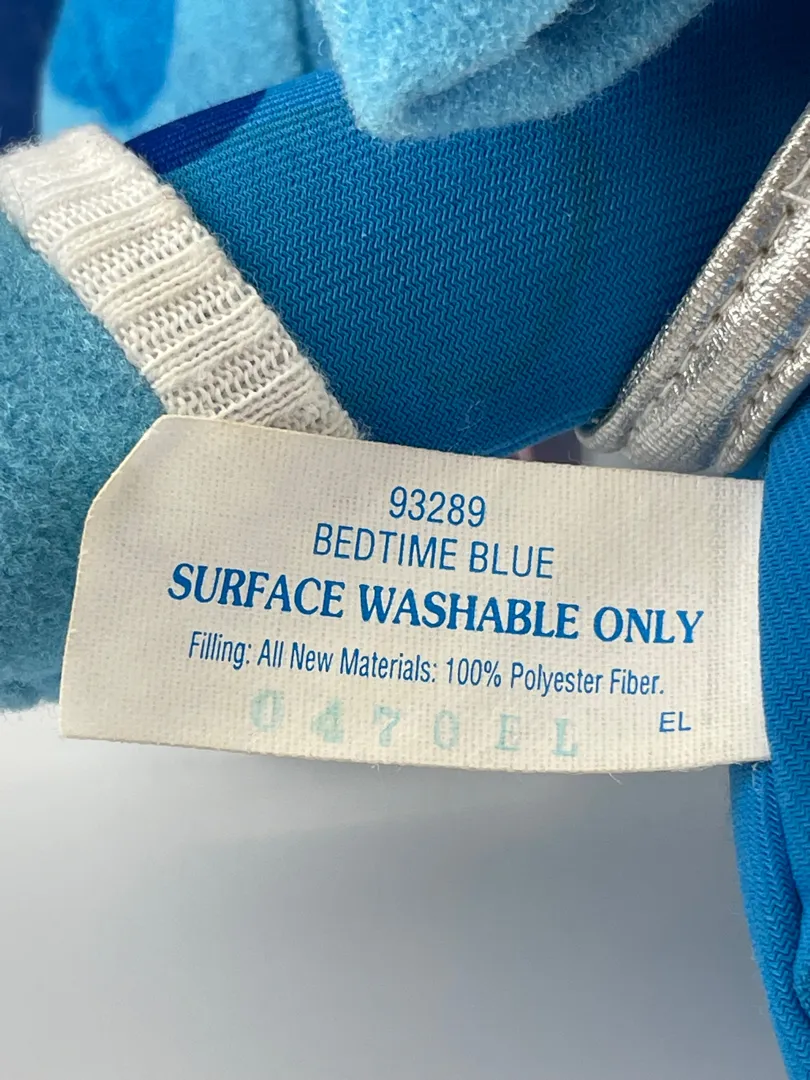 93289
BEDTIME BLUE
SURFACE WASHABLE ONLY
Filling: All New Materials: 100% Polyester Fiber.
EL
0470EL